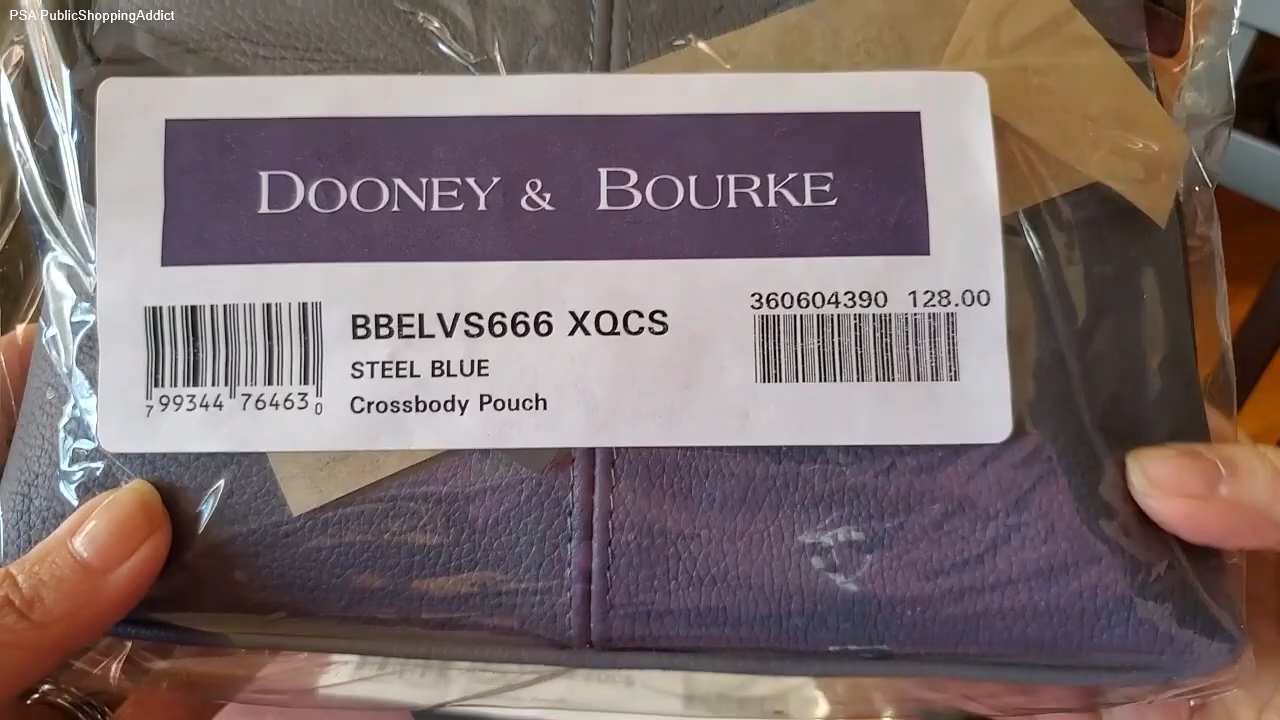 PSA PublicShoppingAddict
DOONEY & BOURKE
360604390 128.00
BBELVS666 XQCS
STEEL BLUE
Crossbody Pouch
7 99344 76463 0